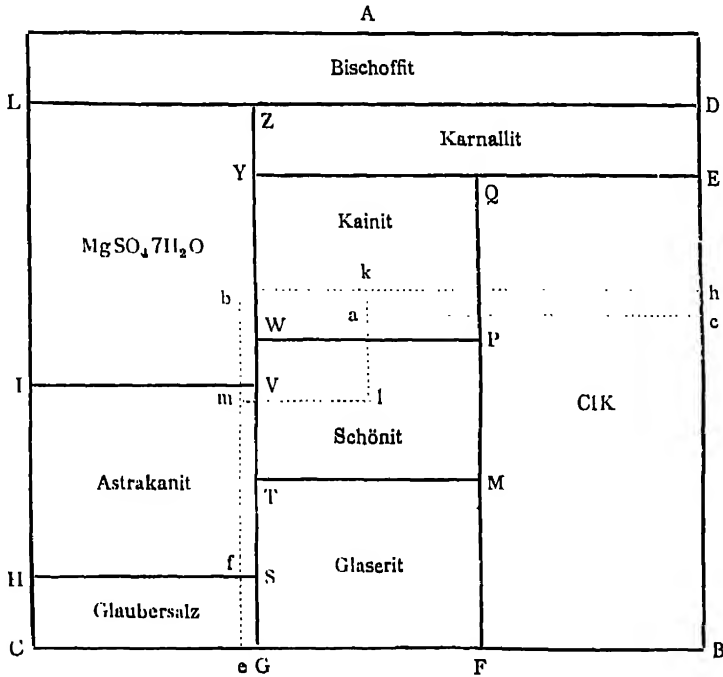 A
Bischoffit
L
D
Z
Karnallit
Y
E
Q
Kainit
MgSO₄7H₂O
k
b
h
a
c
W
P
I
V
m
l
ClK
Schönit
Astrakanit
T
M
f
Glaserit
H
S
Glaubersalz
C
B
e G
F